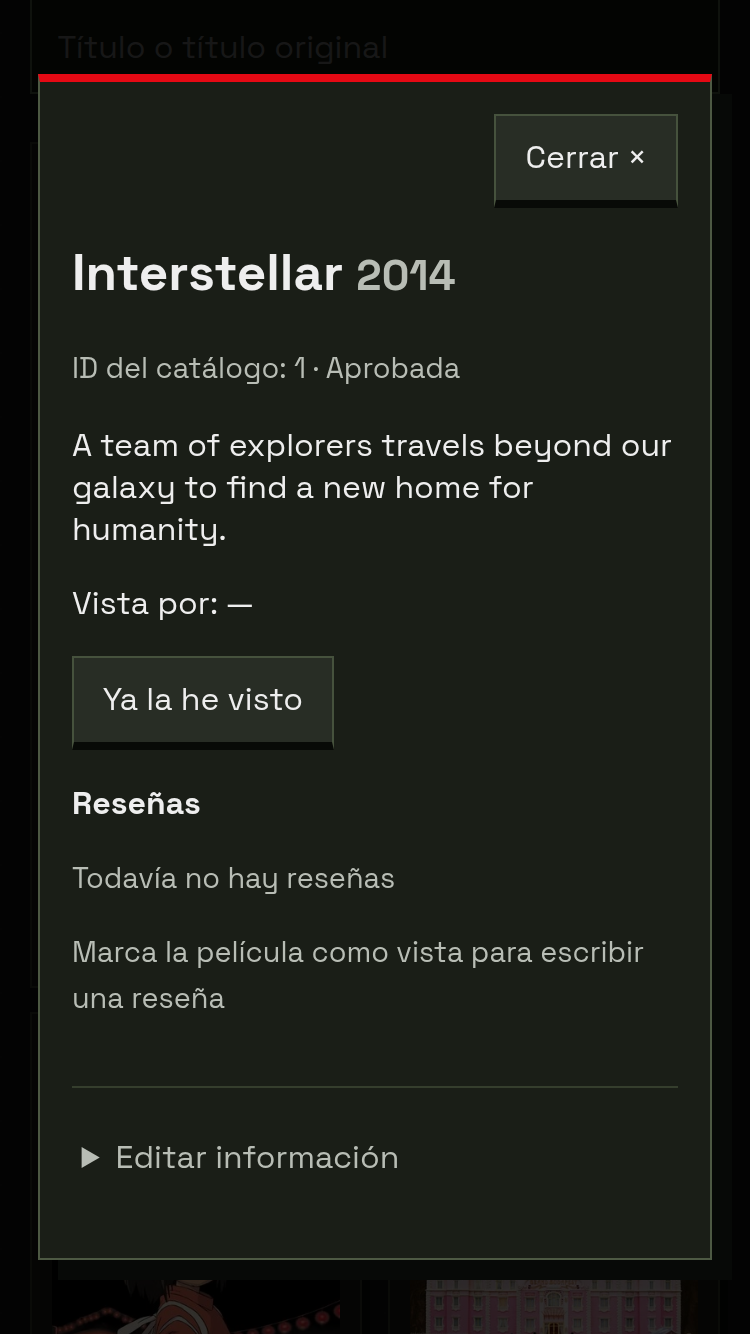 Título o título original
Cerrar ×
Interstellar 2014
ID del catálogo: 1 · Aprobada
A team of explorers travels beyond our
galaxy to find a new home for
humanity.
Vista por: —
Ya la he visto
Reseñas
Todavía no hay reseñas
Marca la película como vista para escribir
una reseña
▶ Editar información